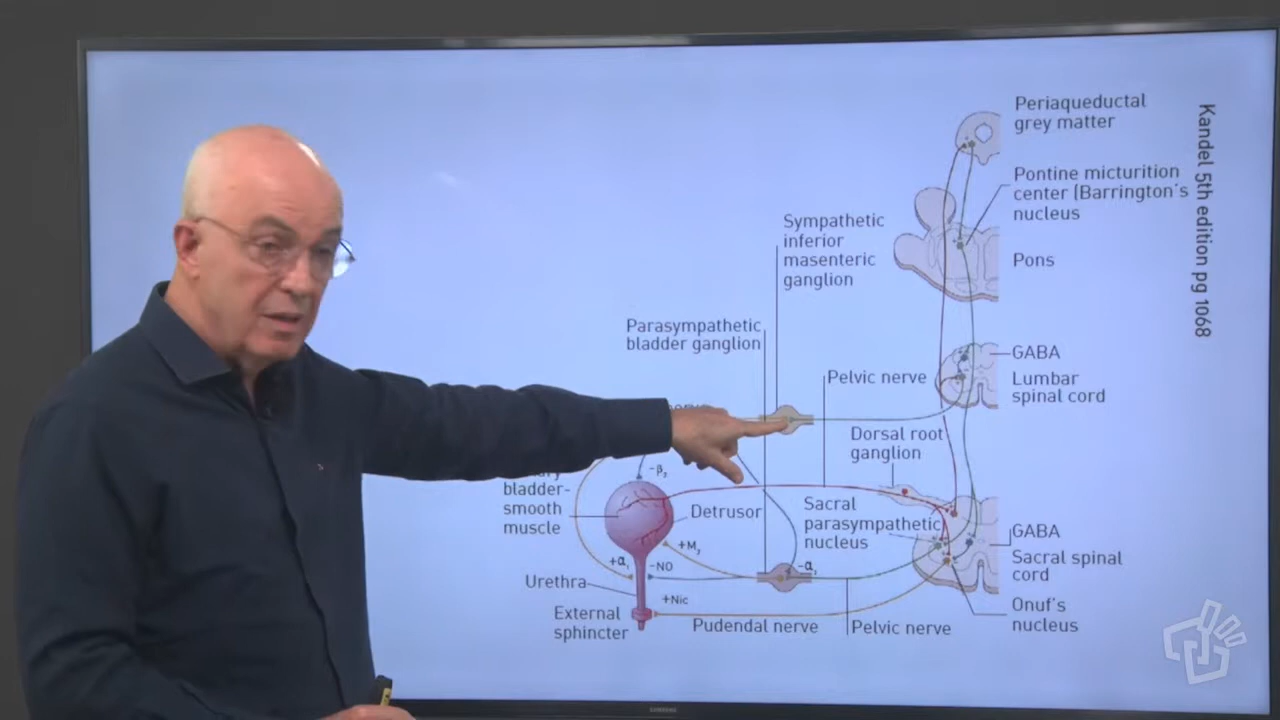 Periaqueductal
grey matter
Pontine micturition
center (Barrington's
nucleus
Kandel 5th edition pg 1068
Sympathetic
inferior
masenteric
ganglion
Pons
Parasympathetic
bladder ganglion
GABA
Lumbar
spinal cord
Pelvic nerve
Dorsal root
ganglion
-β₃
bladder-
smooth
muscle
Detrusor
Sacral
parasympathetic
nucleus
GABA
Sacral spinal
cord
+M₃
+α₁
-NO
-α₁
Urethra
+Nic
External
sphincter
Pudendal nerve
Pelvic nerve
Onuf's
nucleus
SAMSUNG